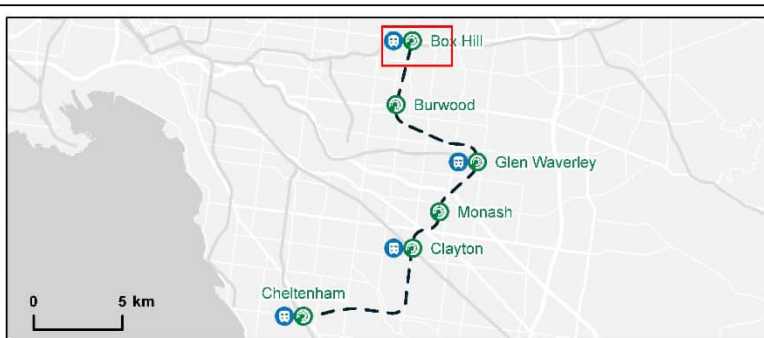 Box Hill
Burwood
Glen Waverley
Monash
Clayton
Cheltenham
0 5 km